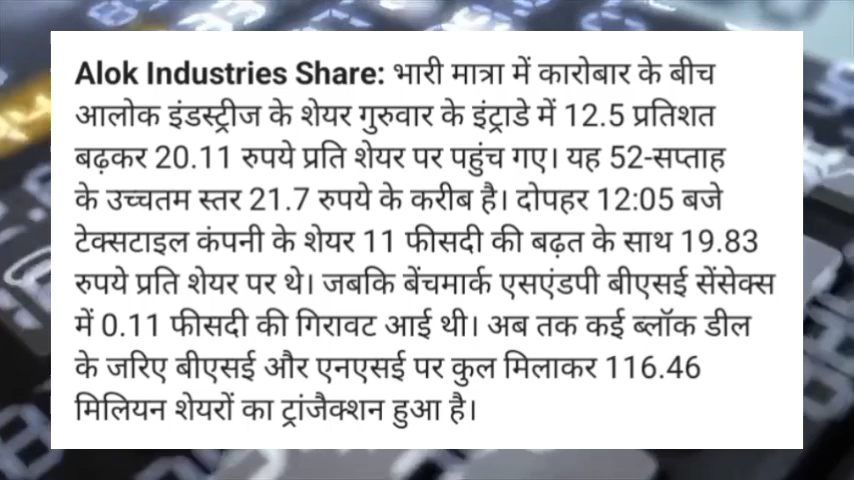 Alok Industries Share: भारी मात्रा में कारोबार के बीच
आलोक इंडस्ट्रीज के शेयर गुरुवार के इंट्राडे में 12.5 प्रतिशत
बढ़कर 20.11 रुपये प्रति शेयर पर पहुंच गए। यह 52-सप्ताह
के उच्चतम स्तर 21.7 रुपये के करीब है। दोपहर 12:05 बजे
टेक्सटाइल कंपनी के शेयर 11 फीसदी की बढ़त के साथ 19.83
रुपये प्रति शेयर पर थे। जबकि बेंचमार्क एसएंडपी बीएसई सेंसेक्स
में 0.11 फीसदी की गिरावट आई थी। अब तक कई ब्लॉक डील
के जरिए बीएसई और एनएसई पर कुल मिलाकर 116.46
मिलियन शेयरों का ट्रांजैक्शन हुआ है।